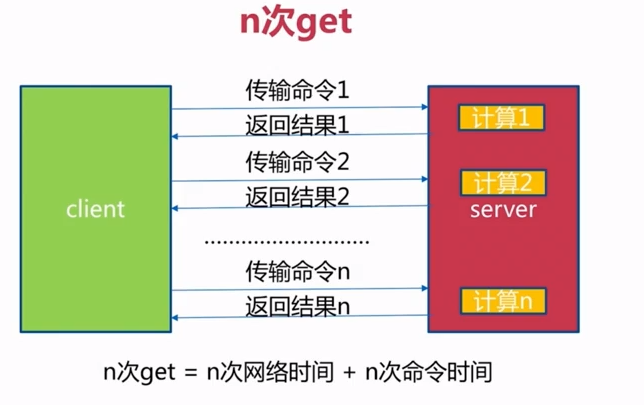 n次get
传输命令1
计算1
返回结果1
传输命令2
计算2
返回结果2
client
server
...........................
传输命令n
计算n
返回结果n
n次get = n次网络时间 + n次命令时间